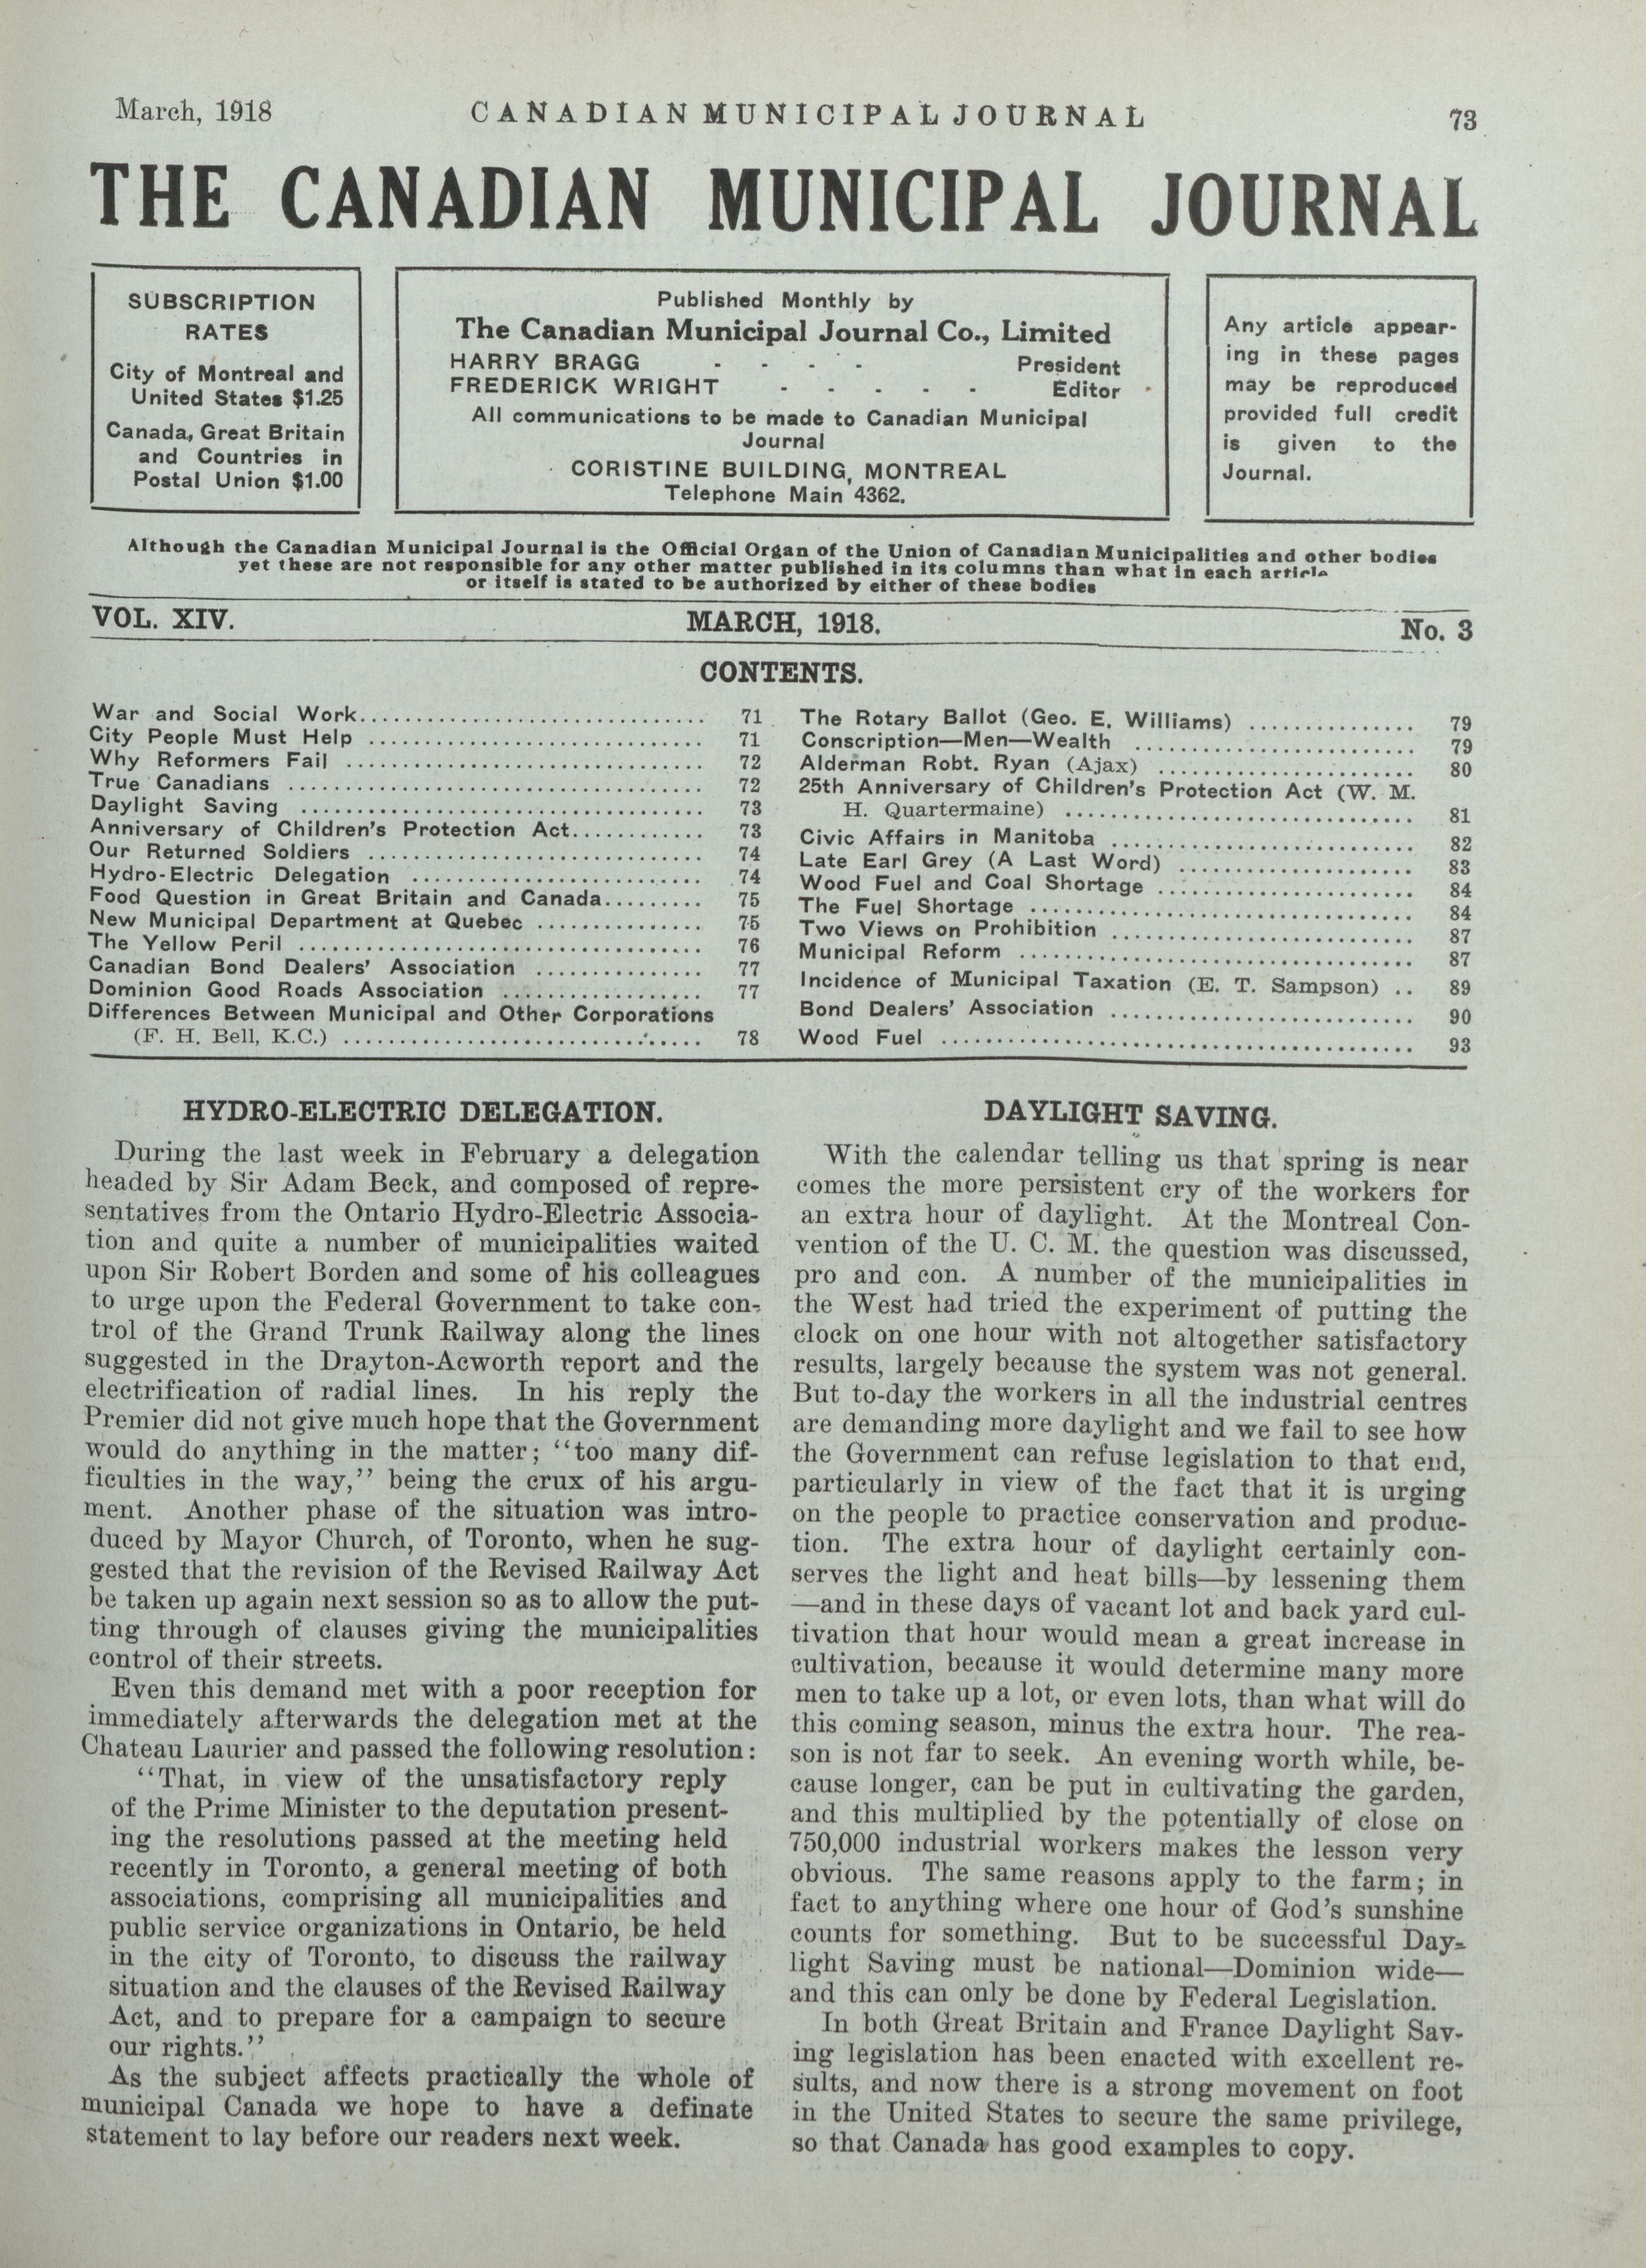 March, 1918
CANADIAN MUNICIPAL JOURNAL
73
THE CANADIAN MUNICIPAL JOURNAL
SUBSCRIPTION
RATES
City of Montreal and
United States $1.25
Canada, Great Britain
and Countries in
Postal Union $1.00
Published Monthly by
The Canadian Municipal Journal Co., Limited
HARRY BRAGG - - - - President
FREDERICK WRIGHT - - - - - Editor
All communications to be made to Canadian Municipal
Journal
CORISTINE BUILDING, MONTREAL
Telephone Main 4362.
Any article appear-
ing in these pages
may be reproduced
provided full credit
is given to the
Journal.
Although the Canadian Municipal Journal is the Official Organ of the Union of Canadian Municipalities and other bodies
yet these are not responsible for any other matter published in its columns than what in each article
or itself is stated to be authorized by either of these bodies
VOL. XIV.
MARCH, 1918.
No. 3
CONTENTS.
War and Social Work............................... 71
City People Must Help .............................. 71
Why Reformers Fail ................................ 72
True Canadians ..................................... 72
Daylight Saving .................................... 73
Anniversary of Children's Protection Act............ 73
Our Returned Soldiers .............................. 74
Hydro-Electric Delegation .......................... 74
Food Question in Great Britain and Canada......... 75
New Municipal Department at Quebec ............... 75
The Yellow Peril .................................... 76
Canadian Bond Dealers' Association ............... 77
Dominion Good Roads Association .................. 77
Differences Between Municipal and Other Corporations
(F. H. Bell, K.C.) ................................ 78
The Rotary Ballot (Geo. E. Williams) ............... 79
Conscription—Men—Wealth ......................... 79
Alderman Robt. Ryan (Ajax) ....................... 80
25th Anniversary of Children's Protection Act (W. M.
H. Quartermaine) ................................ 81
Civic Affairs in Manitoba ........................... 82
Late Earl Grey (A Last Word) ..................... 83
Wood Fuel and Coal Shortage ....................... 84
The Fuel Shortage ................................... 84
Two Views on Prohibition ........................... 87
Municipal Reform .................................... 87
Incidence of Municipal Taxation (E. T. Sampson) .. 89
Bond Dealers' Association ........................... 90
Wood Fuel ........................................... 93
HYDRO-ELECTRIC DELEGATION.
During the last week in February a delegation
headed by Sir Adam Beck, and composed of repre-
sentatives from the Ontario Hydro-Electric Associa-
tion and quite a number of municipalities waited
upon Sir Robert Borden and some of his colleagues
to urge upon the Federal Government to take con-
trol of the Grand Trunk Railway along the lines
suggested in the Drayton-Acworth report and the
electrification of radial lines. In his reply the
Premier did not give much hope that the Government
would do anything in the matter; "too many dif-
ficulties in the way," being the crux of his argu-
ment. Another phase of the situation was intro-
duced by Mayor Church, of Toronto, when he sug-
gested that the revision of the Revised Railway Act
be taken up again next session so as to allow the put-
ting through of clauses giving the municipalities
control of their streets.
Even this demand met with a poor reception for
immediately afterwards the delegation met at the
Chateau Laurier and passed the following resolution:
"That, in view of the unsatisfactory reply
of the Prime Minister to the deputation present-
ing the resolutions passed at the meeting held
recently in Toronto, a general meeting of both
associations, comprising all municipalities and
public service organizations in Ontario, be held
in the city of Toronto, to discuss the railway
situation and the clauses of the Revised Railway
Act, and to prepare for a campaign to secure
our rights."
As the subject affects practically the whole of
municipal Canada we hope to have a definate
statement to lay before our readers next week.
DAYLIGHT SAVING.
With the calendar telling us that spring is near
comes the more persistent cry of the workers for
an extra hour of daylight. At the Montreal Con-
vention of the U. C. M. the question was discussed,
pro and con. A number of the municipalities in
the West had tried the experiment of putting the
clock on one hour with not altogether satisfactory
results, largely because the system was not general.
But to-day the workers in all the industrial centres
are demanding more daylight and we fail to see how
the Government can refuse legislation to that end,
particularly in view of the fact that it is urging
on the people to practice conservation and produc-
tion. The extra hour of daylight certainly con-
serves the light and heat bills—by lessening them
—and in these days of vacant lot and back yard cul-
tivation that hour would mean a great increase in
cultivation, because it would determine many more
men to take up a lot, or even lots, than what will do
this coming season, minus the extra hour. The rea-
son is not far to seek. An evening worth while, be-
cause longer, can be put in cultivating the garden,
and this multiplied by the potentially of close on
750,000 industrial workers makes the lesson very
obvious. The same reasons apply to the farm; in
fact to anything where one hour of God's sunshine
counts for something. But to be successful Day-
light Saving must be national—Dominion wide—
and this can only be done by Federal Legislation.
In both Great Britain and France Daylight Sav-
ing legislation has been enacted with excellent re-
sults, and now there is a strong movement on foot
in the United States to secure the same privilege,
so that Canada has good examples to copy.